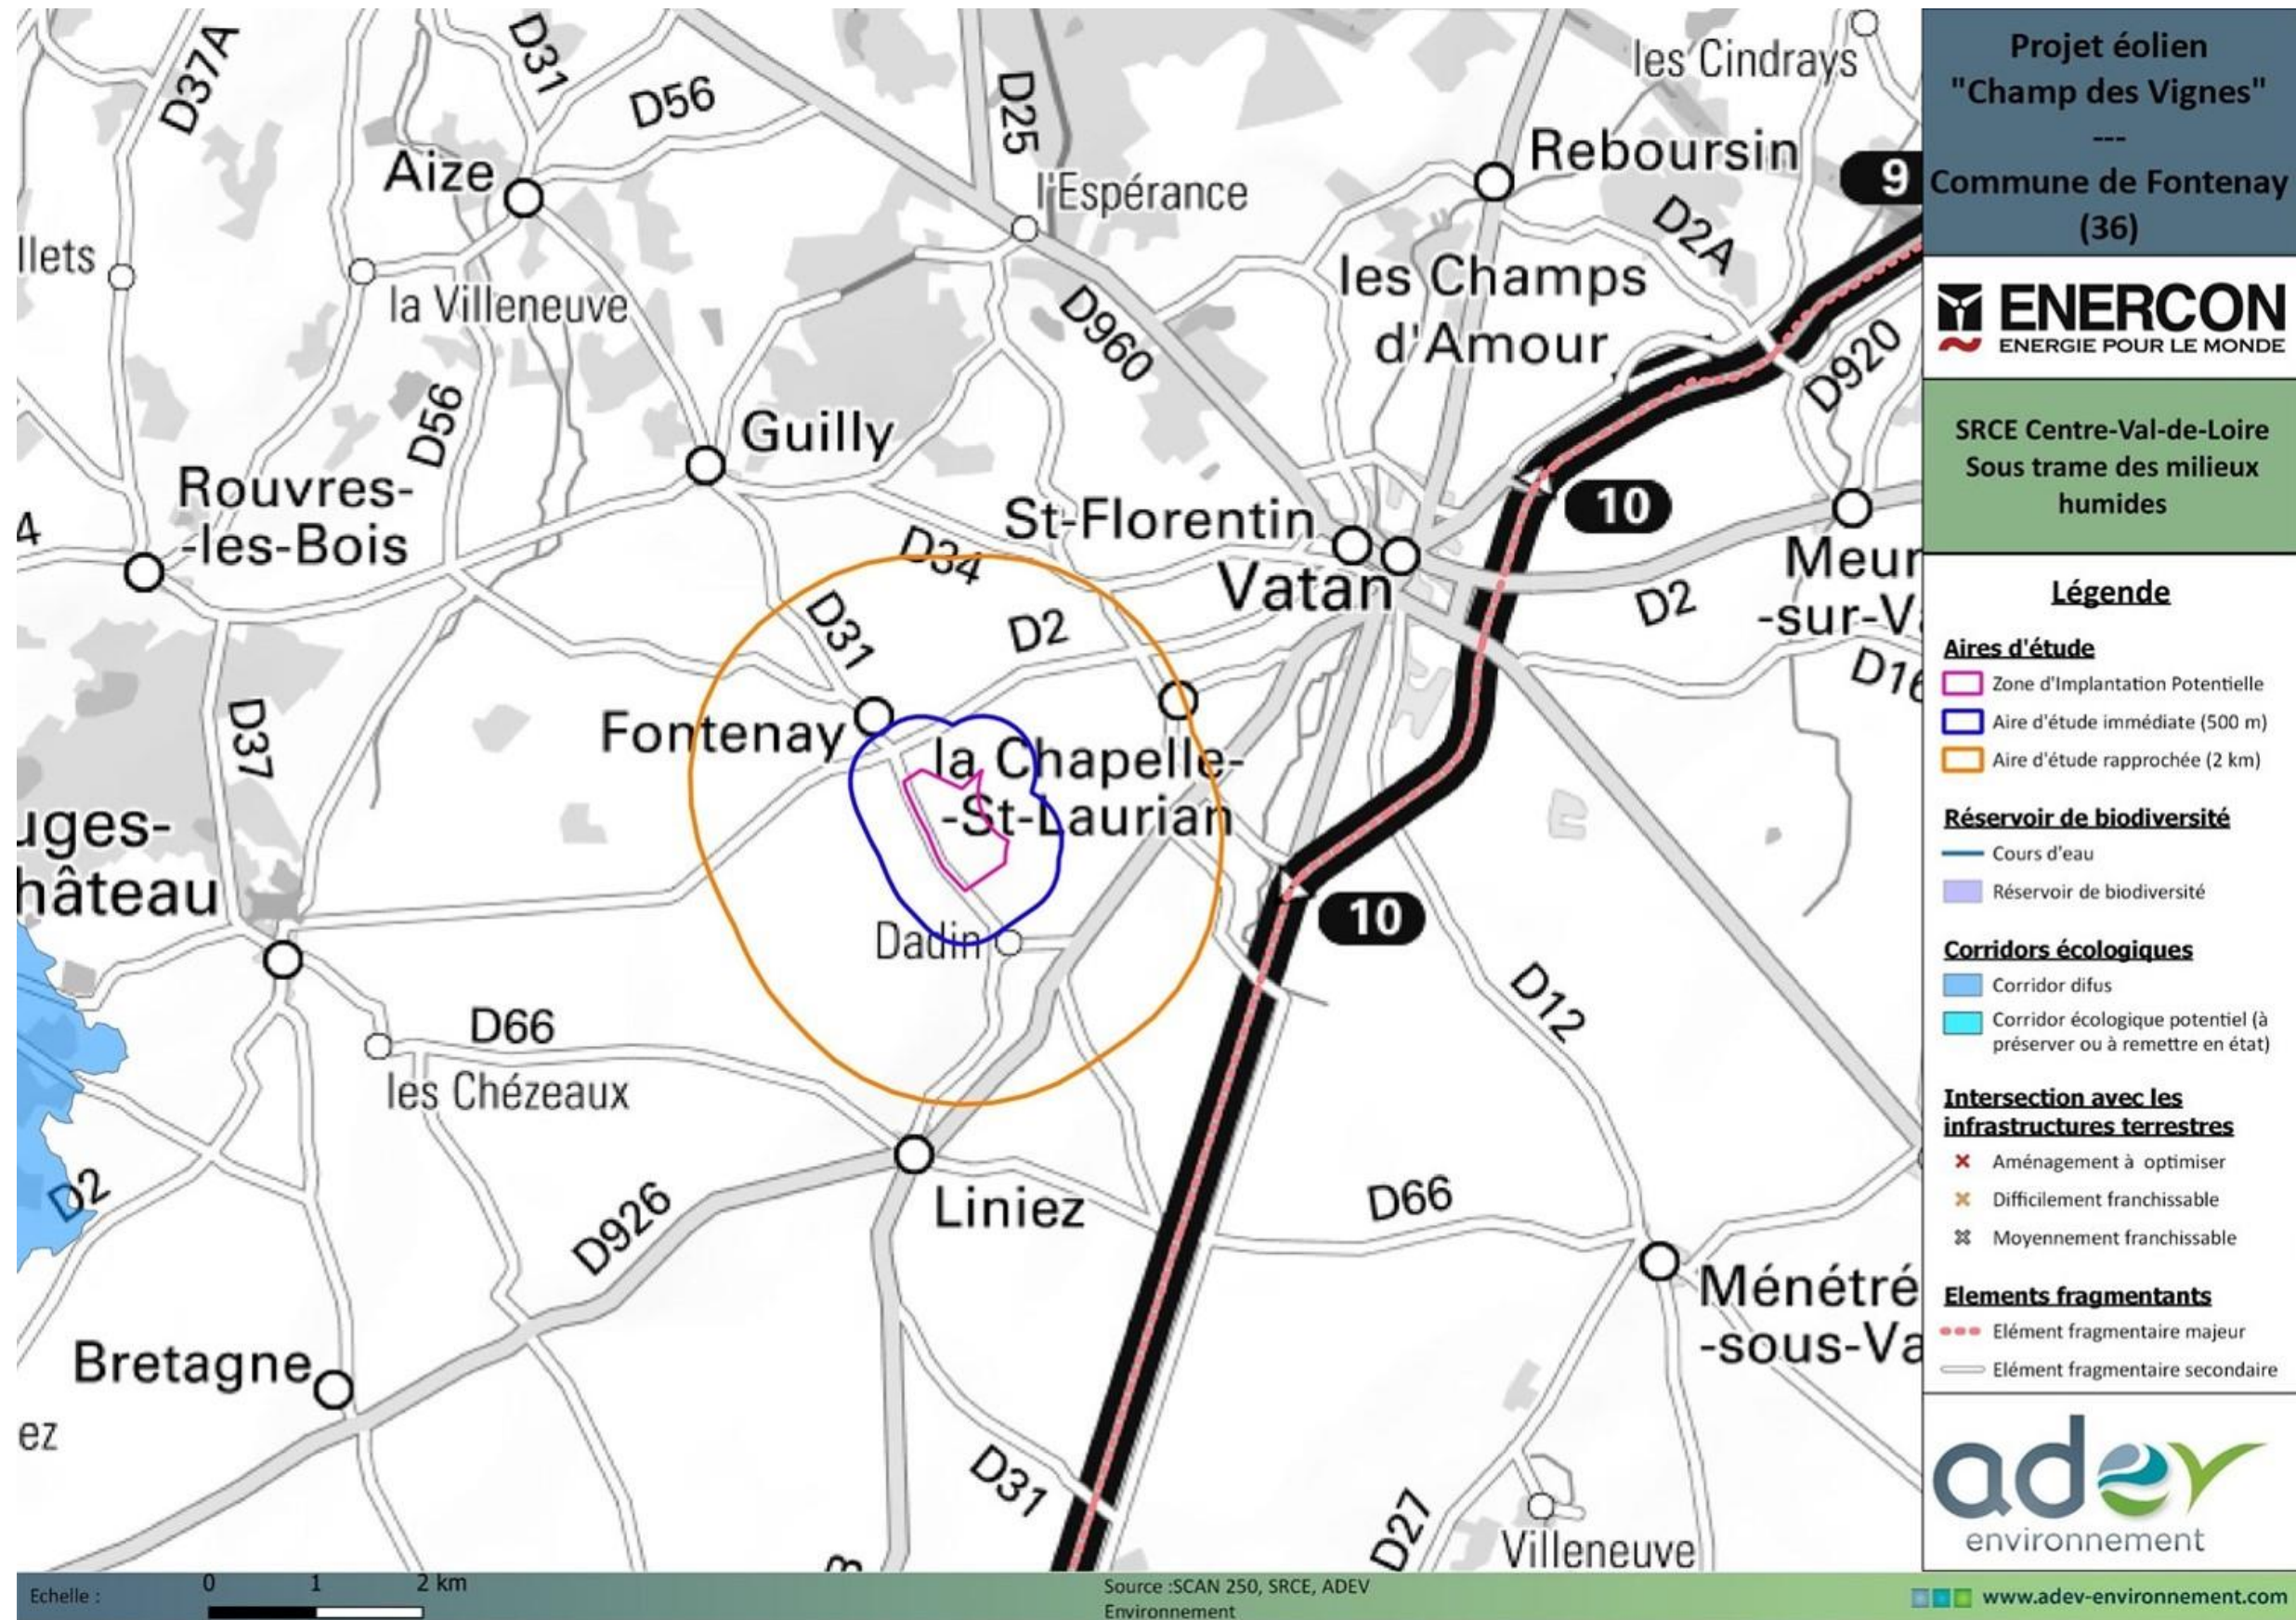 D37A
D31
D56
D25
les Cindrays
Aize
l'Espérance
Reboursin
9
D2A
llets
la Villeneuve
les Champs
d'Amour
D960
D920
D56
Guilly
Rouvres-
-les-Bois
4
St-Florentin
10
D34
Vatan
Meur
-sur-V
D2
D31
D2
D16
D37
Fontenay
la Chapelle-
-St-Laurian
uges-
hâteau
10
Dadin
D12
D66
les Chézeaux
D2
D926
Liniez
D66
Ménétré
-sous-Va
Bretagne
ez
D31
D27
Villeneuve
Projet éolien
"Champ des Vignes"
---
Commune de Fontenay
(36)
ENERCON
ENERGIE POUR LE MONDE
SRCE Centre-Val-de-Loire
Sous trame des milieux
humides
Légende
Aires d'étude
Zone d'Implantation Potentielle
Aire d'étude immédiate (500 m)
Aire d'étude rapprochée (2 km)
Réservoir de biodiversité
Cours d'eau
Réservoir de biodiversité
Corridors écologiques
Corridor difus
Corridor écologique potentiel (à
préserver ou à remettre en état)
Intersection avec les
infrastructures terrestres
Aménagement à optimiser
Difficilement franchissable
Moyennement franchissable
Elements fragmentants
Elément fragmentaire majeur
Elément fragmentaire secondaire
adev
environnement
Echelle :
0 1 2 km
Source :SCAN 250, SRCE, ADEV
Environnement
www.adev-environnement.com